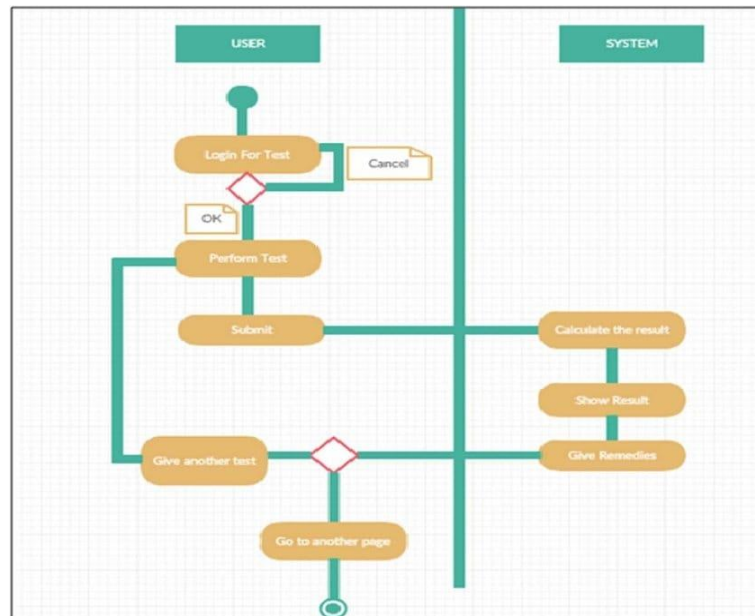 USER
SYSTEM
Login For Test
Cancel
OK
Perform Test
Submit
Calculate the result
Show Result
Give another test
Give Remedies
Go to another page